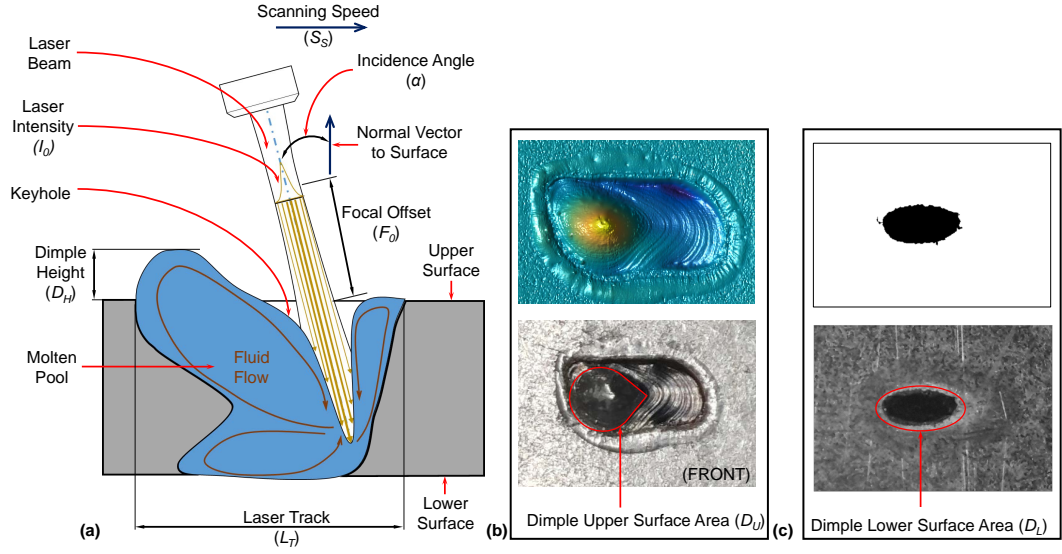 Scanning Speed
(S_S)
Laser
Beam
Incidence Angle
(α)
Laser
Intensity
(I_0)
Normal Vector
to Surface
Keyhole
Focal Offset
(F_0)
Dimple
Height
(D_H)
Upper
Surface
Molten
Pool
Fluid
Flow
Lower
Surface
(a)
Laser Track
(L_T)
(FRONT)
(b)
Dimple Upper Surface Area (D_U)
(c)
Dimple Lower Surface Area (D_L)